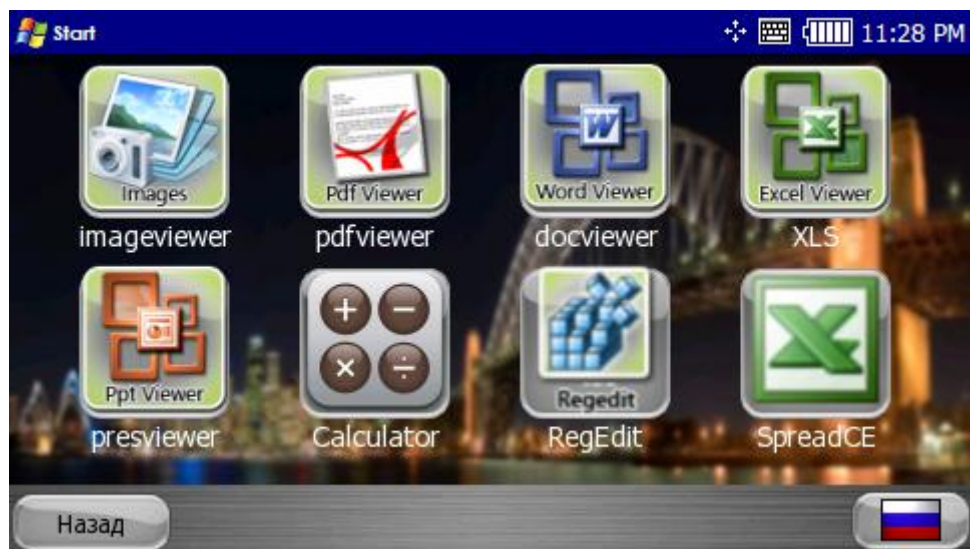 Start 11:28 PM
Images Pdf Viewer Word Viewer Excel Viewer
imageviewer pdfviewer docviewer XLS
Ppt Viewer Regedit
presviewer Calculator RegEdit SpreadCE
Назад